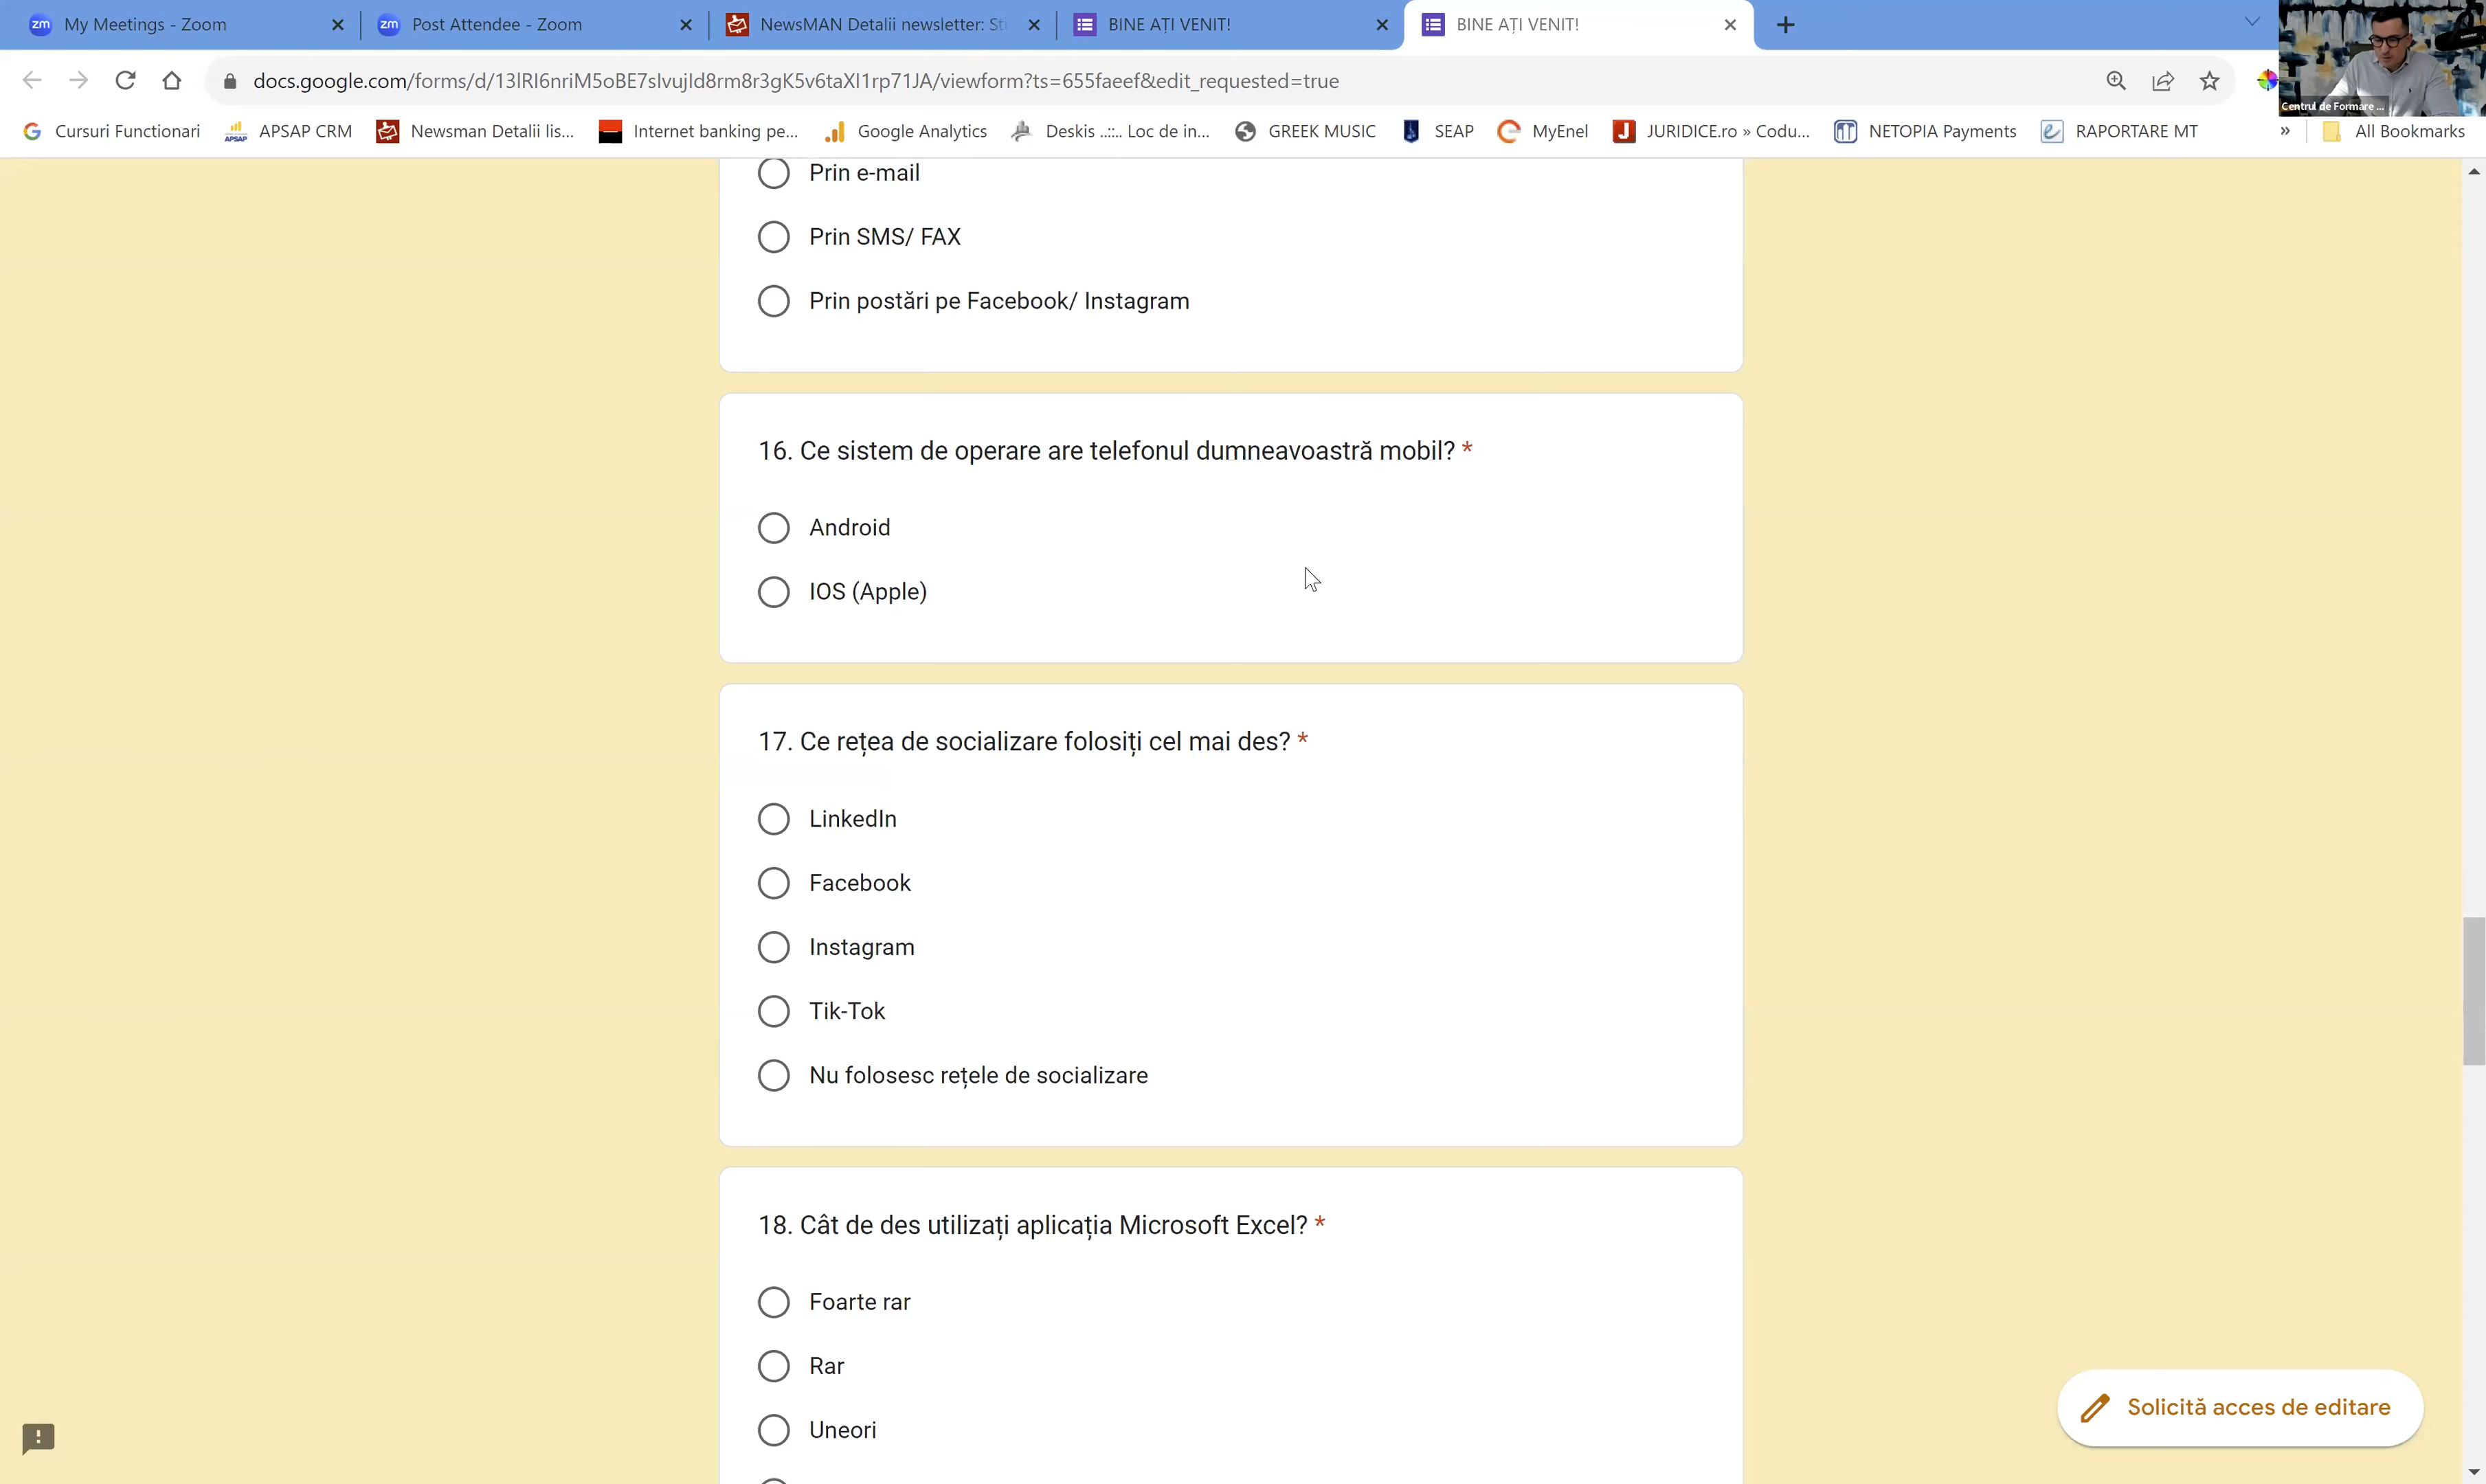 My Meetings - Zoom
Post Attendee - Zoom
NewsMAN Detalii newsletter: St
BINE AȚI VENIT!
BINE AȚI VENIT!
docs.google.com/forms/d/13lRl6nriM5oBE7slvujld8rm8r3gK5v6taXl1rp71JA/viewform?ts=655faeef&edit_requested=true
Centrul de Formare ...
Cursuri Functionari
APSAP CRM
Newsman Detalii lis...
Internet banking pe...
Google Analytics
Deskis ..::.. Loc de in...
GREEK MUSIC
SEAP
MyEnel
JURIDICE.ro » Codu...
NETOPIA Payments
RAPORTARE MT
»
All Bookmarks
Prin e-mail
Prin SMS/ FAX
Prin postări pe Facebook/ Instagram
16. Ce sistem de operare are telefonul dumneavoastră mobil? *
Android
IOS (Apple)
17. Ce rețea de socializare folosiți cel mai des? *
LinkedIn
Facebook
Instagram
Tik-Tok
Nu folosesc rețele de socializare
18. Cât de des utilizați aplicația Microsoft Excel? *
Foarte rar
Rar
Uneori
Solicită acces de editare